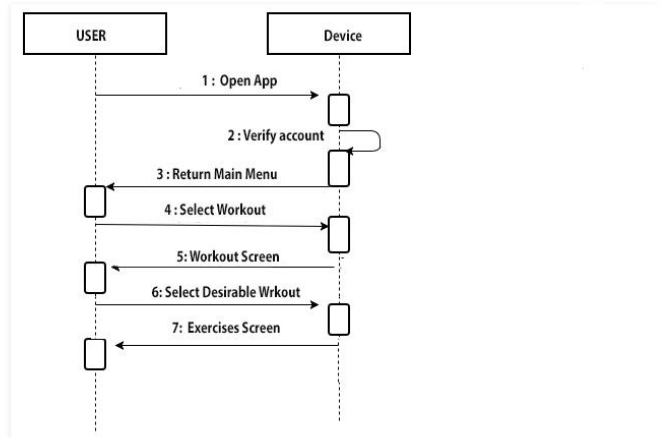 USER
Device
1 : Open App
2 : Verify account
3 : Return Main Menu
4 : Select Workout
5: Workout Screen
6: Select Desirable Wrkout
7: Exercises Screen